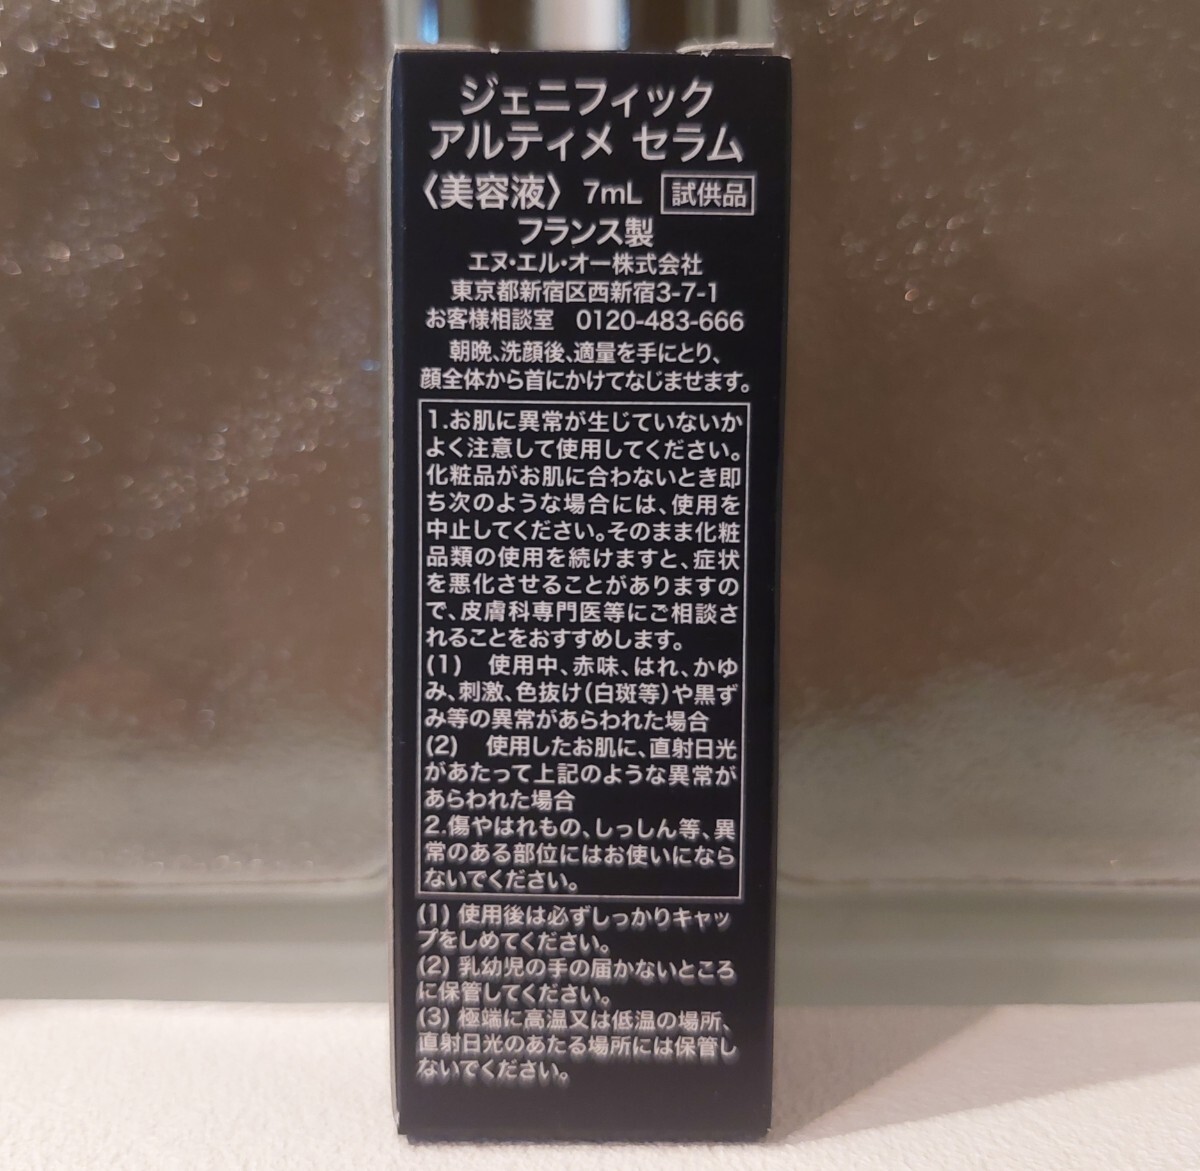 ジェニフィック
アルティメ セラム
〈美容液〉 7mL 試供品
フランス製
エヌ・エル・オー株式会社
東京都新宿区西新宿3-7-1
お客様相談室 0120-483-666
朝晩、洗顔後、適量を手にとり、
顔全体から首にかけてなじませます。
1.お肌に異常が生じていないか
よく注意して使用してください。
化粧品がお肌に合わないとき即
ち次のような場合には、使用を
中止してください。そのまま化粧
品類の使用を続けますと、症状
を悪化させることがありますの
で、皮膚科専門医等にご相談さ
れることをおすすめします。
(1) 使用中、赤味、はれ、かゆ
み、刺激、色抜け(白斑等)や黒ず
み等の異常があらわれた場合
(2) 使用したお肌に、直射日光
があたって上記のような異常が
あらわれた場合
2.傷やはれもの、しっしん等、異
常のある部位にはお使いになら
ないでください。
(1) 使用後は必ずしっかりキャッ
プをしめてください。
(2) 乳幼児の手の届かないところ
に保管してください。
(3) 極端に高温又は低温の場所、
直射日光のあたる場所には保管し
ないでください。